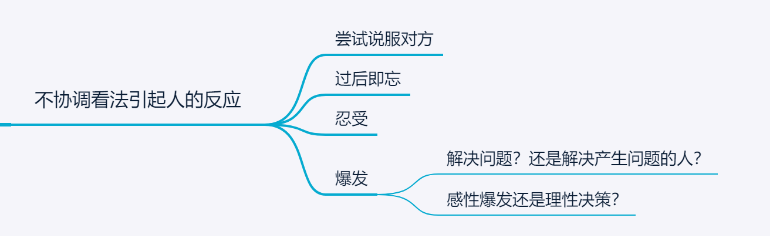 不协调看法引起人的反应
尝试说服对方
过后即忘
忍受
爆发
解决问题？还是解决产生问题的人？
感性爆发还是理性决策？